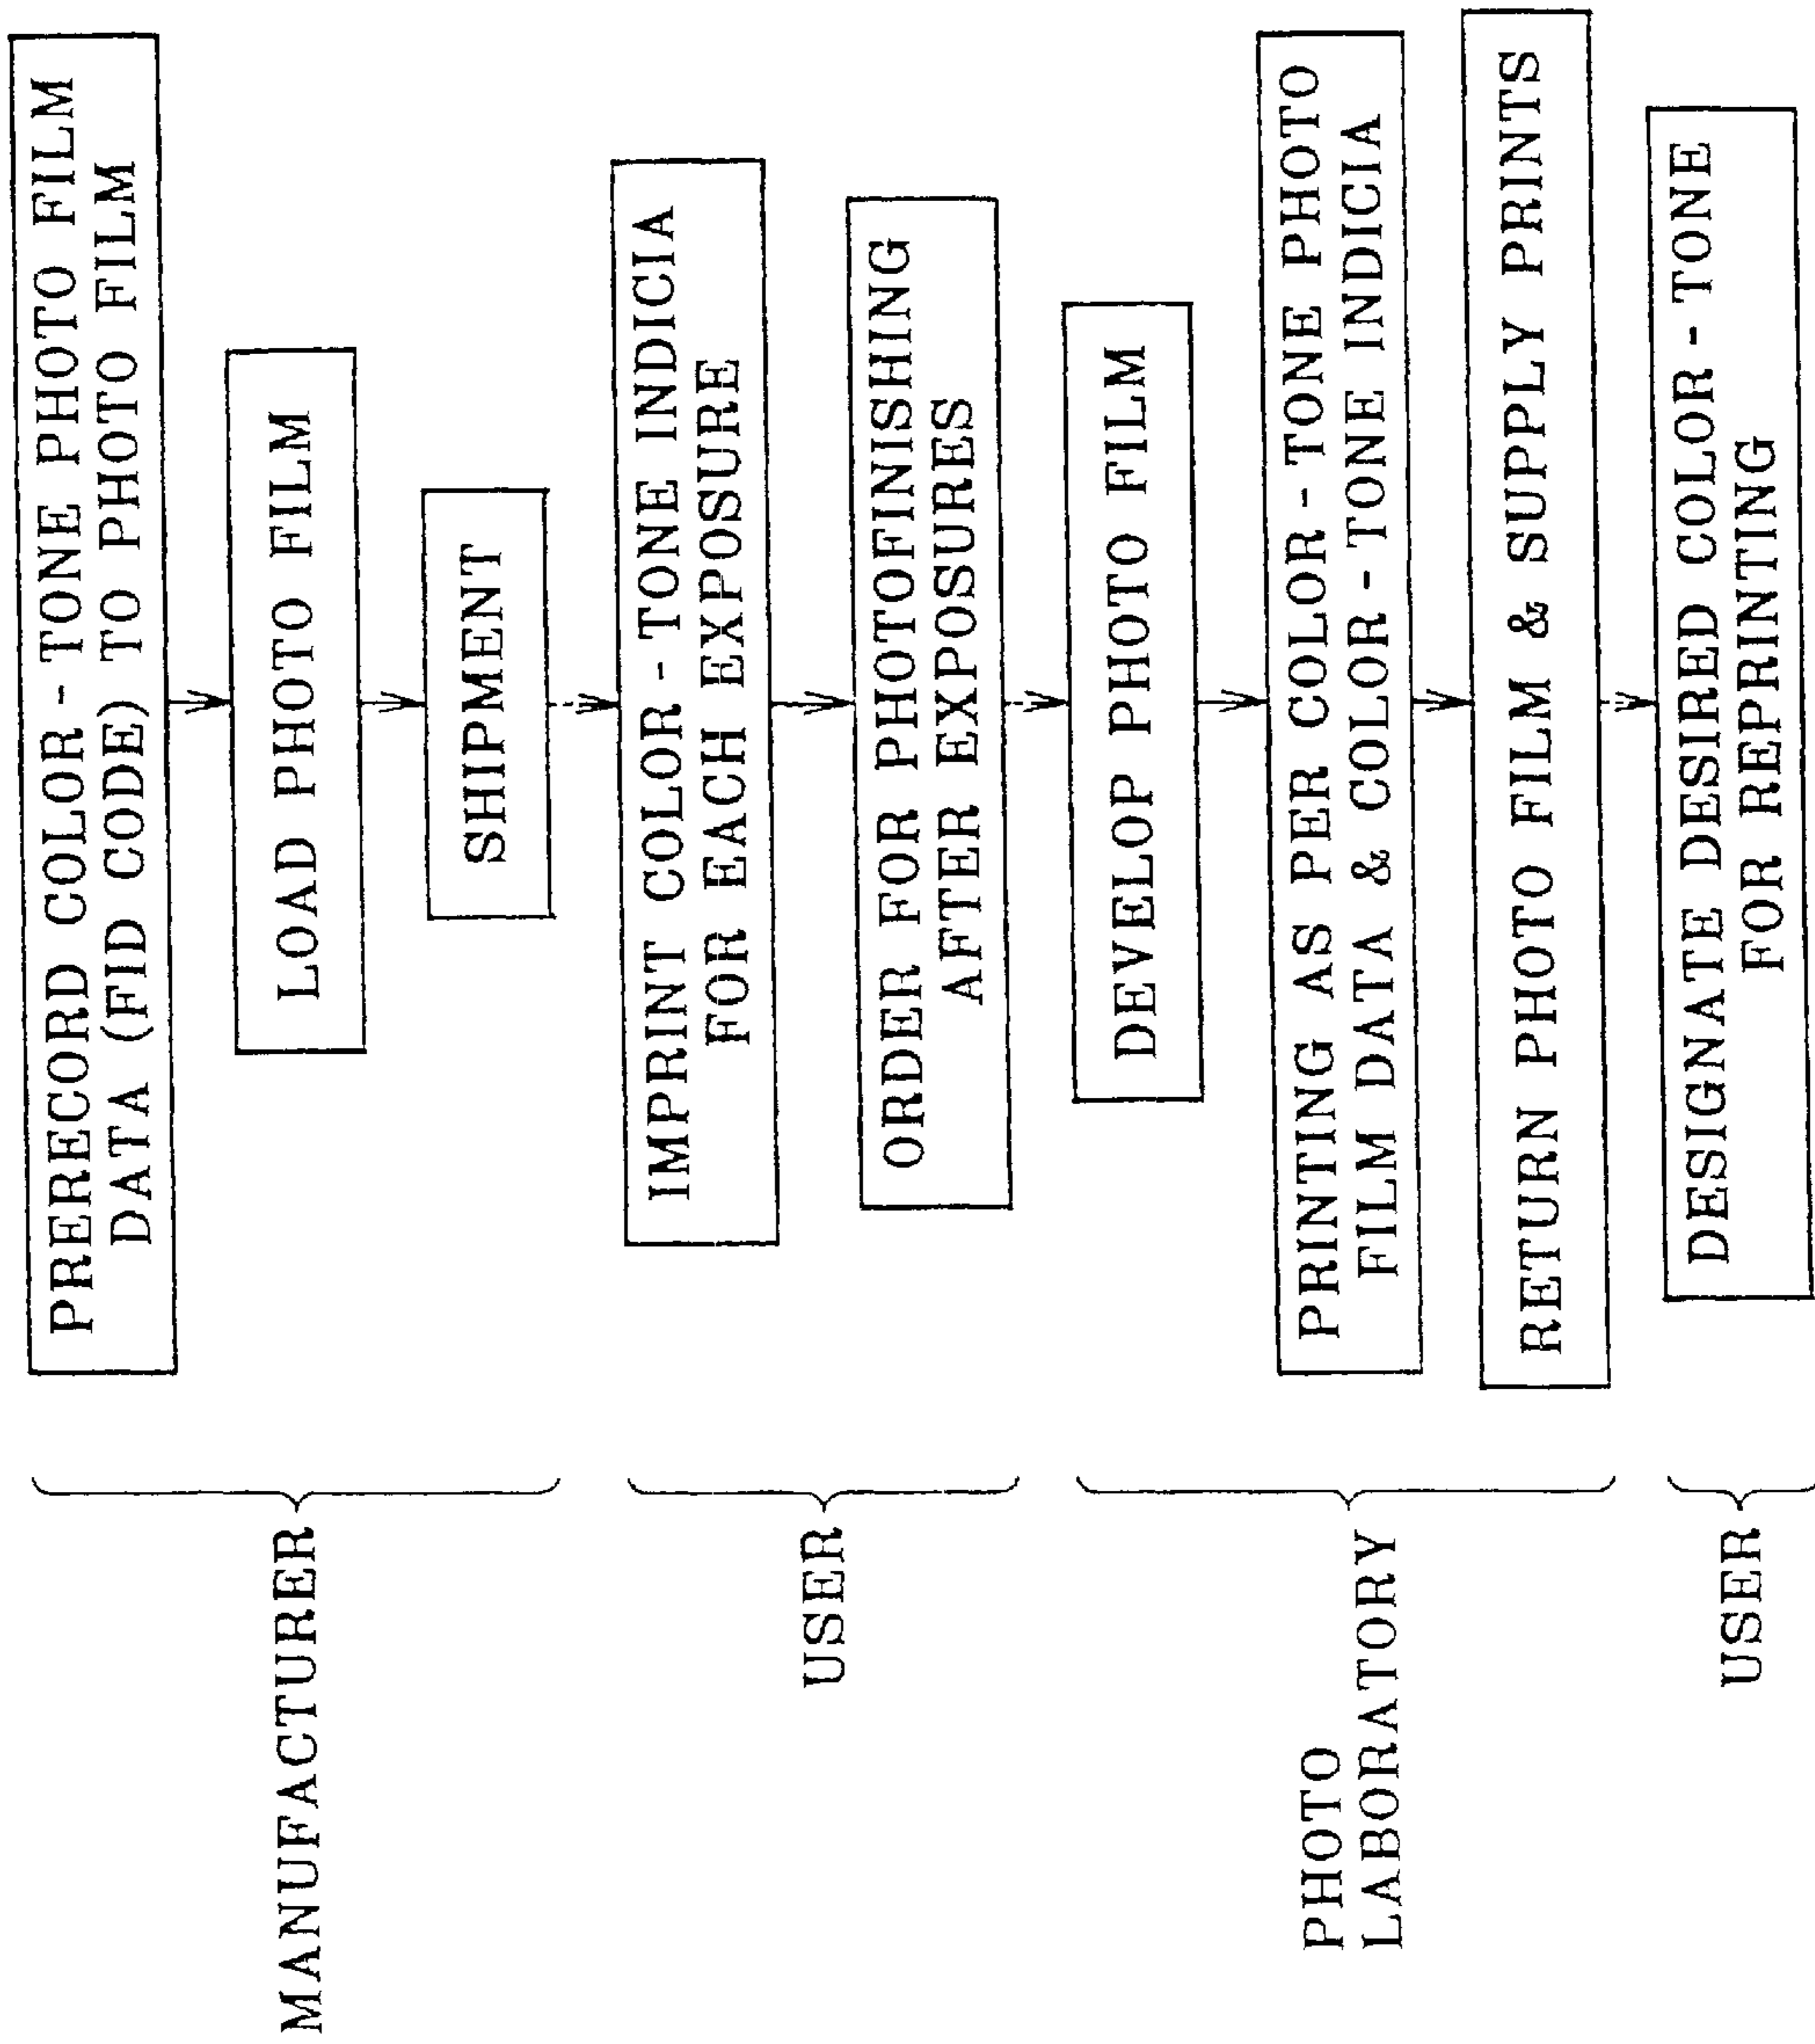 MANUFACTURER
PRERECORD COLOR-TONE PHOTO FILM
DATA (FID CODE) TO PHOTO FILM
LOAD PHOTO FILM
SHIPMENT
USER
IMPRINT COLOR-TONE INDICIA
FOR EACH EXPOSURE
ORDER FOR PHOTOFINISHING
AFTER EXPOSURES
PHOTO
LABORATORY
DEVELOP PHOTO FILM
PRINTING AS PER COLOR-TONE PHOTO
FILM DATA & COLOR-TONE INDICIA
RETURN PHOTO FILM & SUPPLY PRINTS
USER
DESIGNATE DESIRED COLOR-TONE
FOR REPRINTING